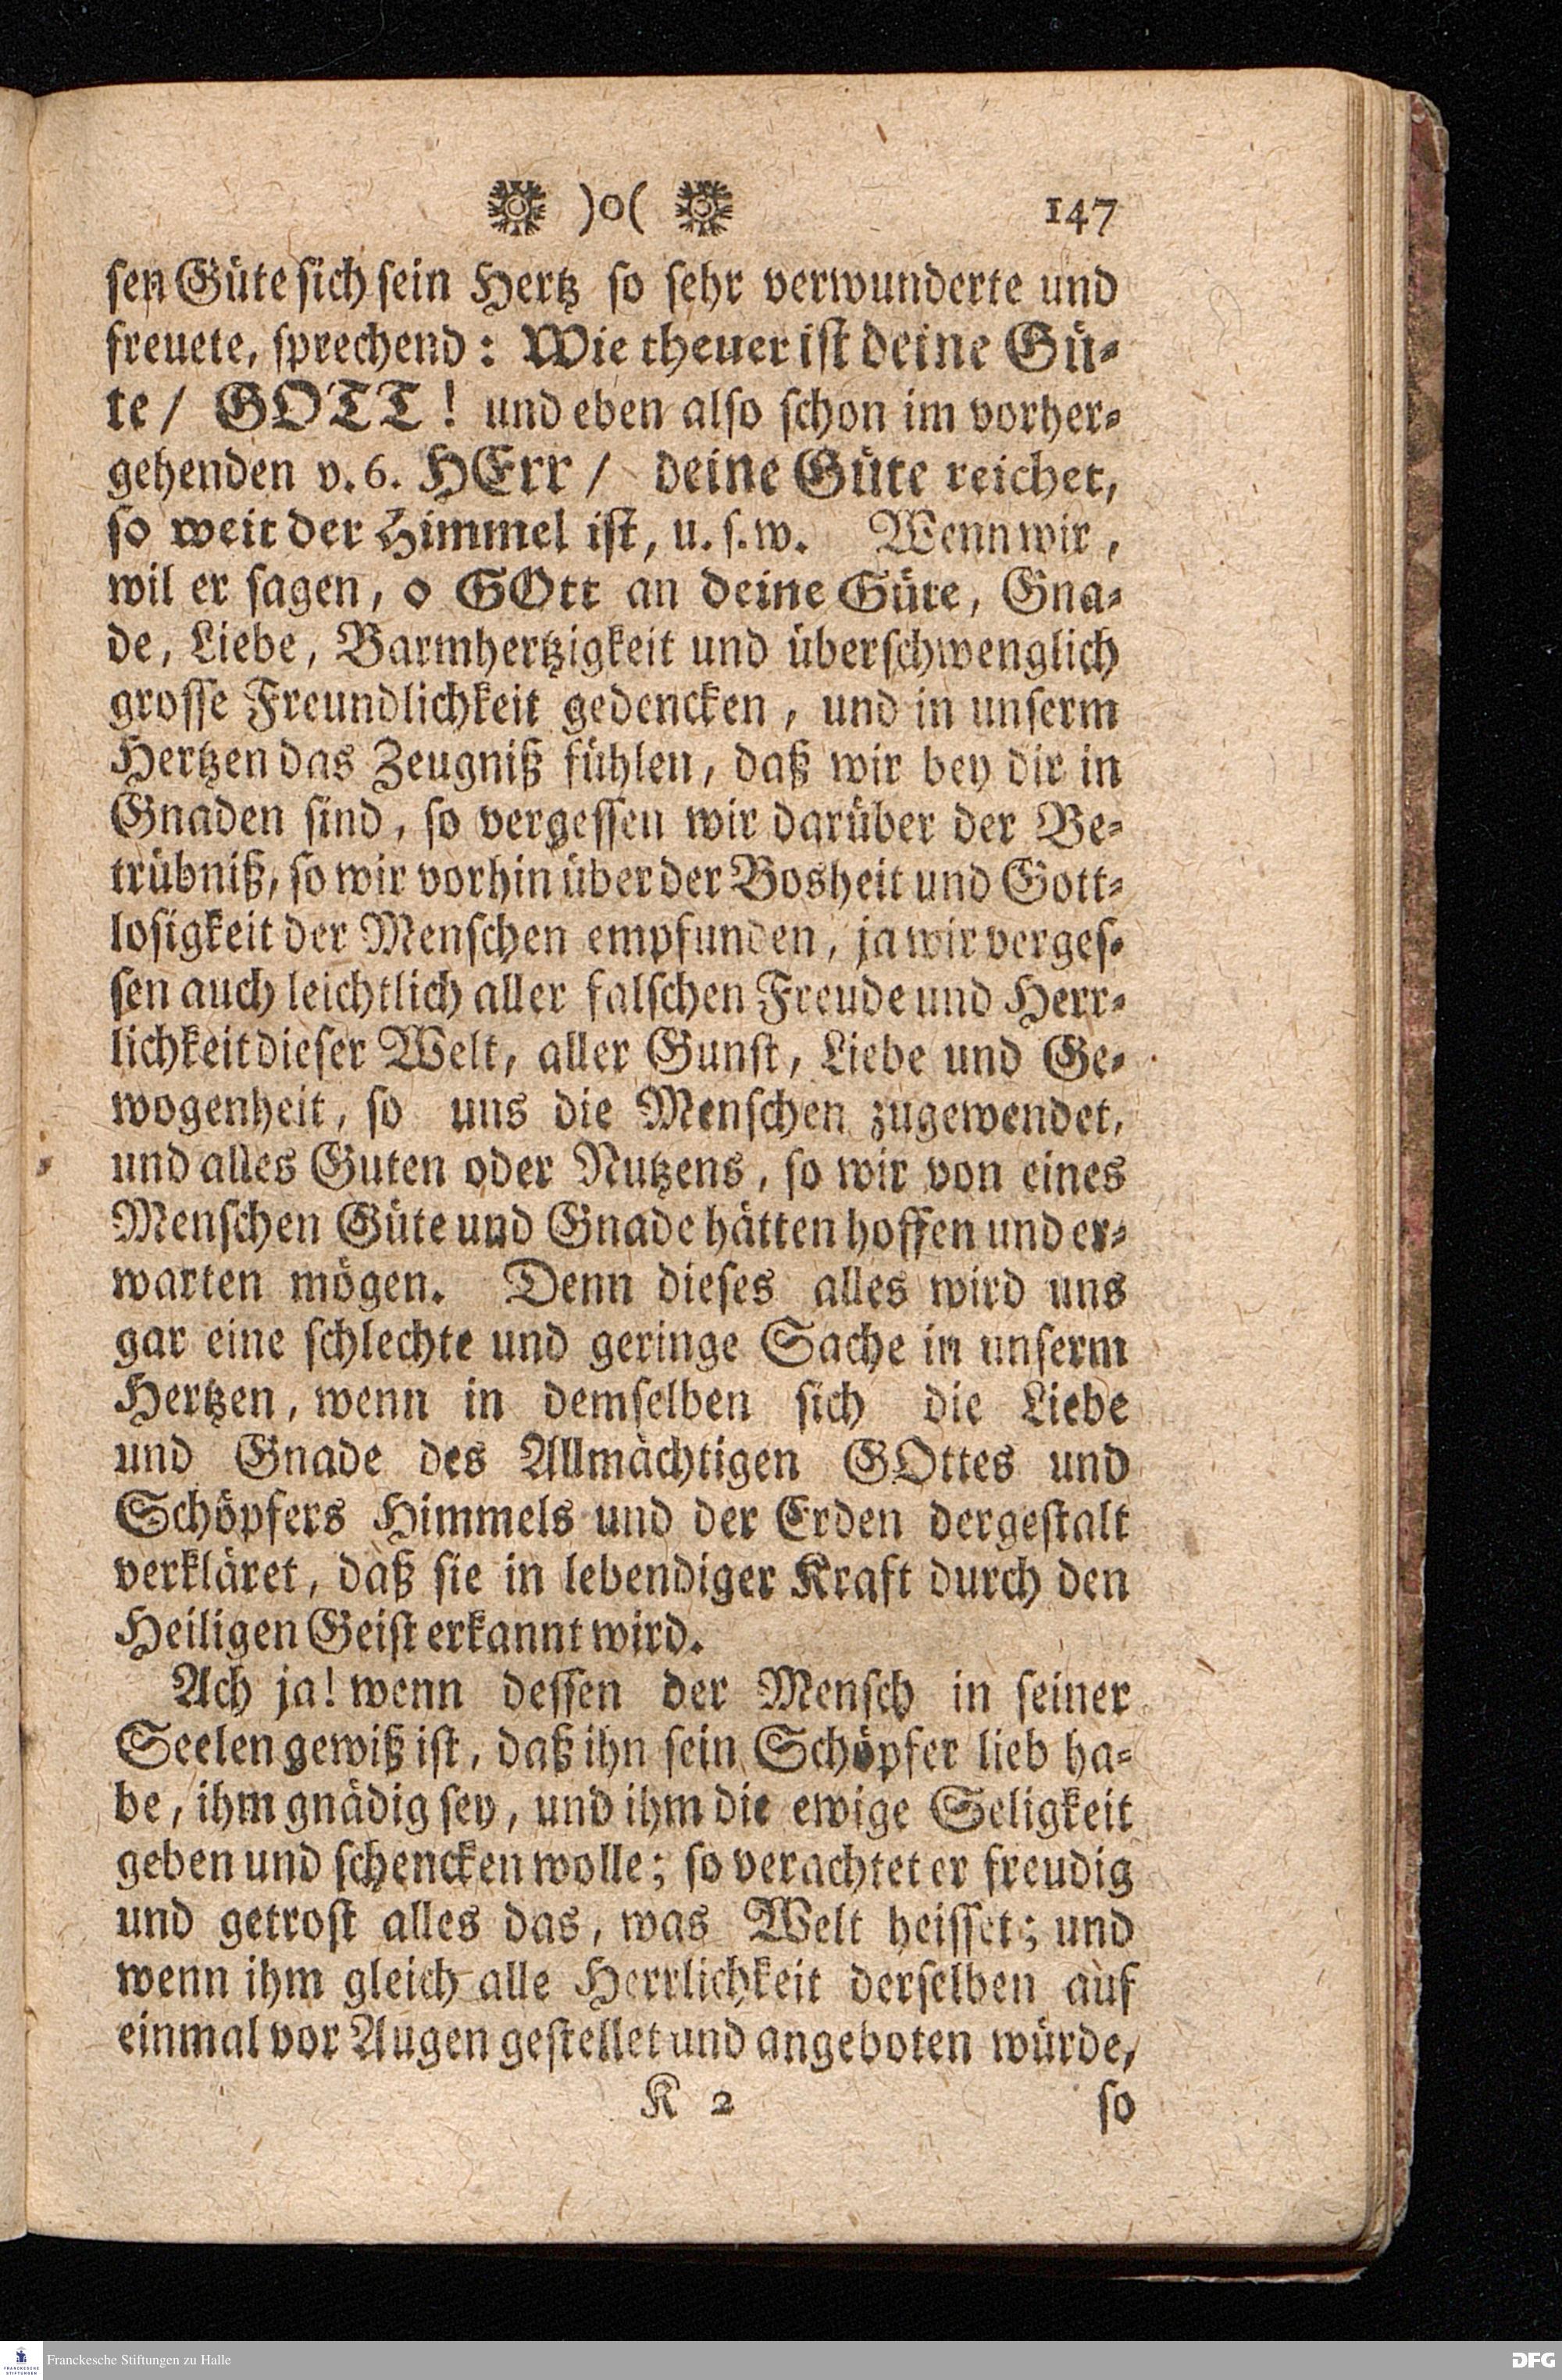 )o( 147
sen Güte sich sein Hertz so sehr verwunderte und
freuete, sprechend: Wie theuer ist deine Gü-
te/ GOTT! und eben also schon im vorher-
gehenden v. 6. HErr/ deine Güte reichet,
so weit der Himmel ist, u. s. w. Wenn wir,
wil er sagen, o GOtt an deine Güte, Gna-
de, Liebe, Barmhertzigkeit und überschwenglich
grosse Freundlichkeit gedencken, und in unserm
Hertzen das Zeugniß fühlen, daß wir bey dir in
Gnaden sind, so vergessen wir darüber der Be-
trübniß, so wir vorhin über der Bosheit und Gott-
losigkeit der Menschen empfunden, ja wir verges-
sen auch leichtlich aller falschen Freude und Herr-
lichkeit dieser Welt, aller Gunst, Liebe und Ge-
wogenheit, so uns die Menschen zugewendet,
und alles Guten oder Nutzens, so wir von eines
Menschen Güte und Gnade hätten hoffen und er-
warten mögen. Denn dieses alles wird uns
gar eine schlechte und geringe Sache in unserm
Hertzen, wenn in demselben sich die Liebe
und Gnade des Allmächtigen GOttes und
Schöpfers Himmels und der Erden dergestalt
verkläret, daß sie in lebendiger Kraft durch den
Heiligen Geist erkannt wird.
Ach ja! wenn dessen der Mensch in seiner
Seelen gewiß ist, daß ihn sein Schöpfer lieb ha-
be, ihm gnädig sey, und ihm die ewige Seligkeit
geben und schencken wolle; so verachtet er freudig
und getrost alles das, was Welt heisset; und
wenn ihm gleich alle Herrlichkeit derselben auf
einmal vor Augen gestellet und angeboten würde,
K 2 so
FRANCKESCHE STIFTUNGEN
Franckesche Stiftungen zu Halle
DFG